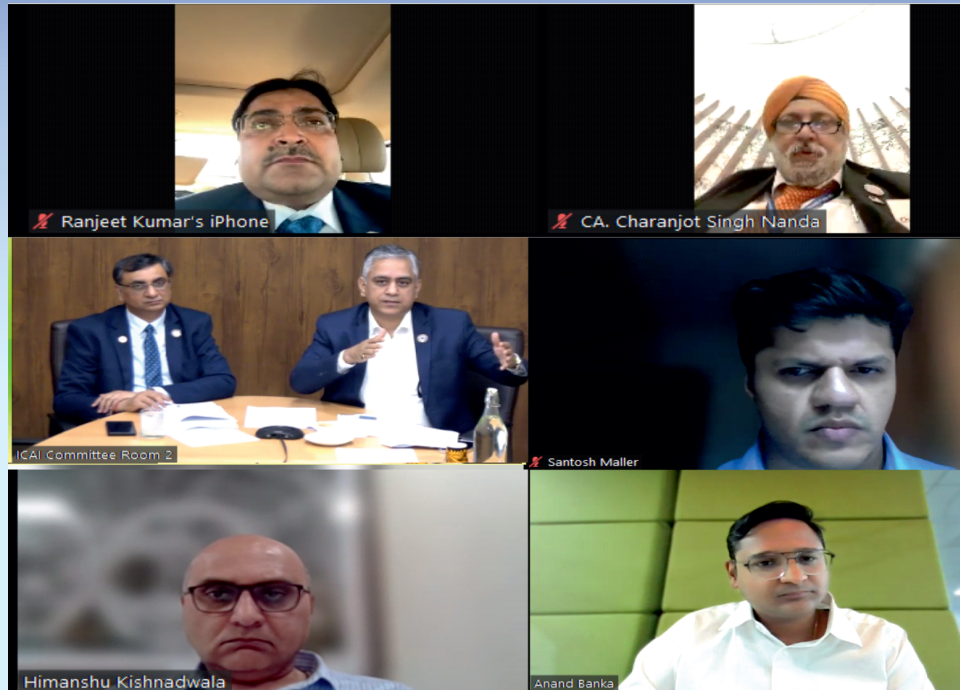 Ranjeet Kumar's iPhone
CA. Charanjot Singh Nanda
ICAI Committee Room 2
Santosh Maller
Himanshu Kishnadwala
Anand Banka